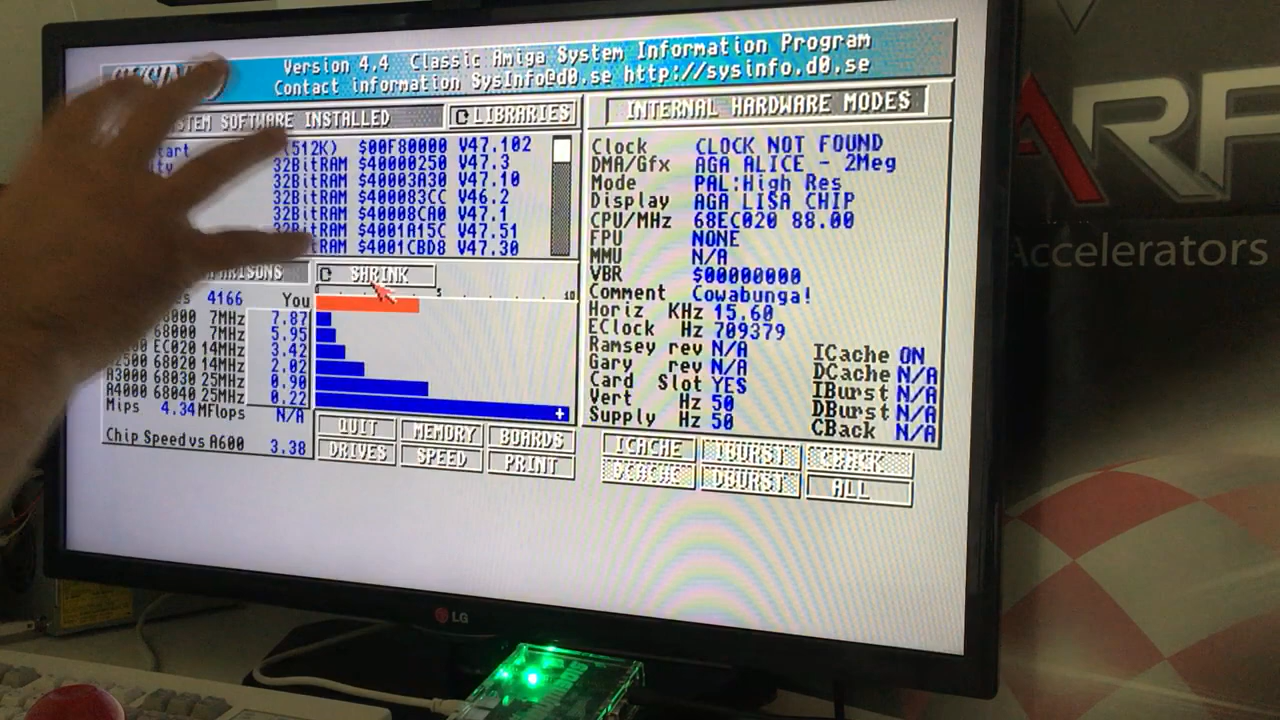 Version 4.4 Classic Amiga System Information Program
Contact information SysInfo@d0.se http://sysinfo.d0.se
SOFTWARE INSTALLED
LIBRARIES
(512K) $00F80000 V47.102
32BitRAM $40000250 V47.3
32BitRAM $40003A30 V47.10
32BitRAM $400083CC V46.2
32BitRAM $40008CA0 V47.1
$4001A15C V47.51
$4001CBD8 V47.30
SHRINK
4166 You
5 10
7MHz 7.87
68000 7MHz 5.95
EC020 14MHz 3.42
68020 14MHz 2.02
A3000 68030 25MHz 0.90
A4000 68040 25MHz 0.22
Mips 4.34 MFlops N/A
Chip Speed vs A600 3.38
QUIT MEMORY BOARDS
DRIVES SPEED PRINT
INTERNAL HARDWARE MODES
Clock CLOCK NOT FOUND
DMA/Gfx AGA ALICE - 2Meg
Mode PAL:High Res
Display AGA LISA CHIP
CPU/MHz 68EC020 88.00
FPU NONE
MMU N/A
VBR $00000000
Comment Cowabunga!
Horiz KHz 15.60
EClock Hz 709379
Ramsey rev N/A ICache ON
Gary rev N/A DCache N/A
Card Slot YES IBurst N/A
Vert Hz 50 DBurst N/A
Supply Hz 50 CBack N/A
ICACHE IBURST CBACK
DCACHE DBURST ALL
LG
Accelerators